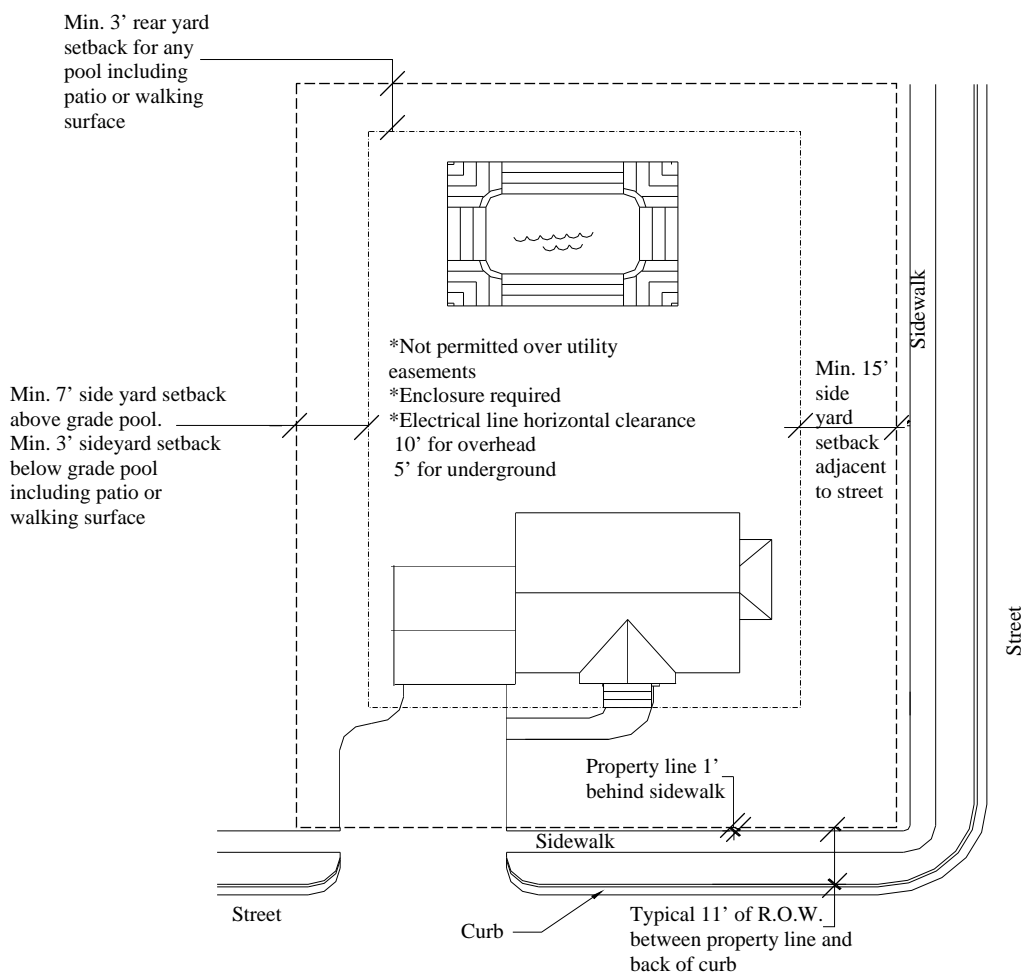 Min. 3’ rear yard
setback for any
pool including
patio or walking
surface
Sidewalk
*Not permitted over utility
easements
*Enclosure required
*Electrical line horizontal clearance
10’ for overhead
5’ for underground
Min. 15’
side
yard
setback
adjacent
to street
Min. 7’ side yard setback
above grade pool.
Min. 3’ sideyard setback
below grade pool
including patio or
walking surface
Street
Property line 1’
behind sidewalk
Sidewalk
Street
Curb
Typical 11’ of R.O.W.
between property line and
back of curb